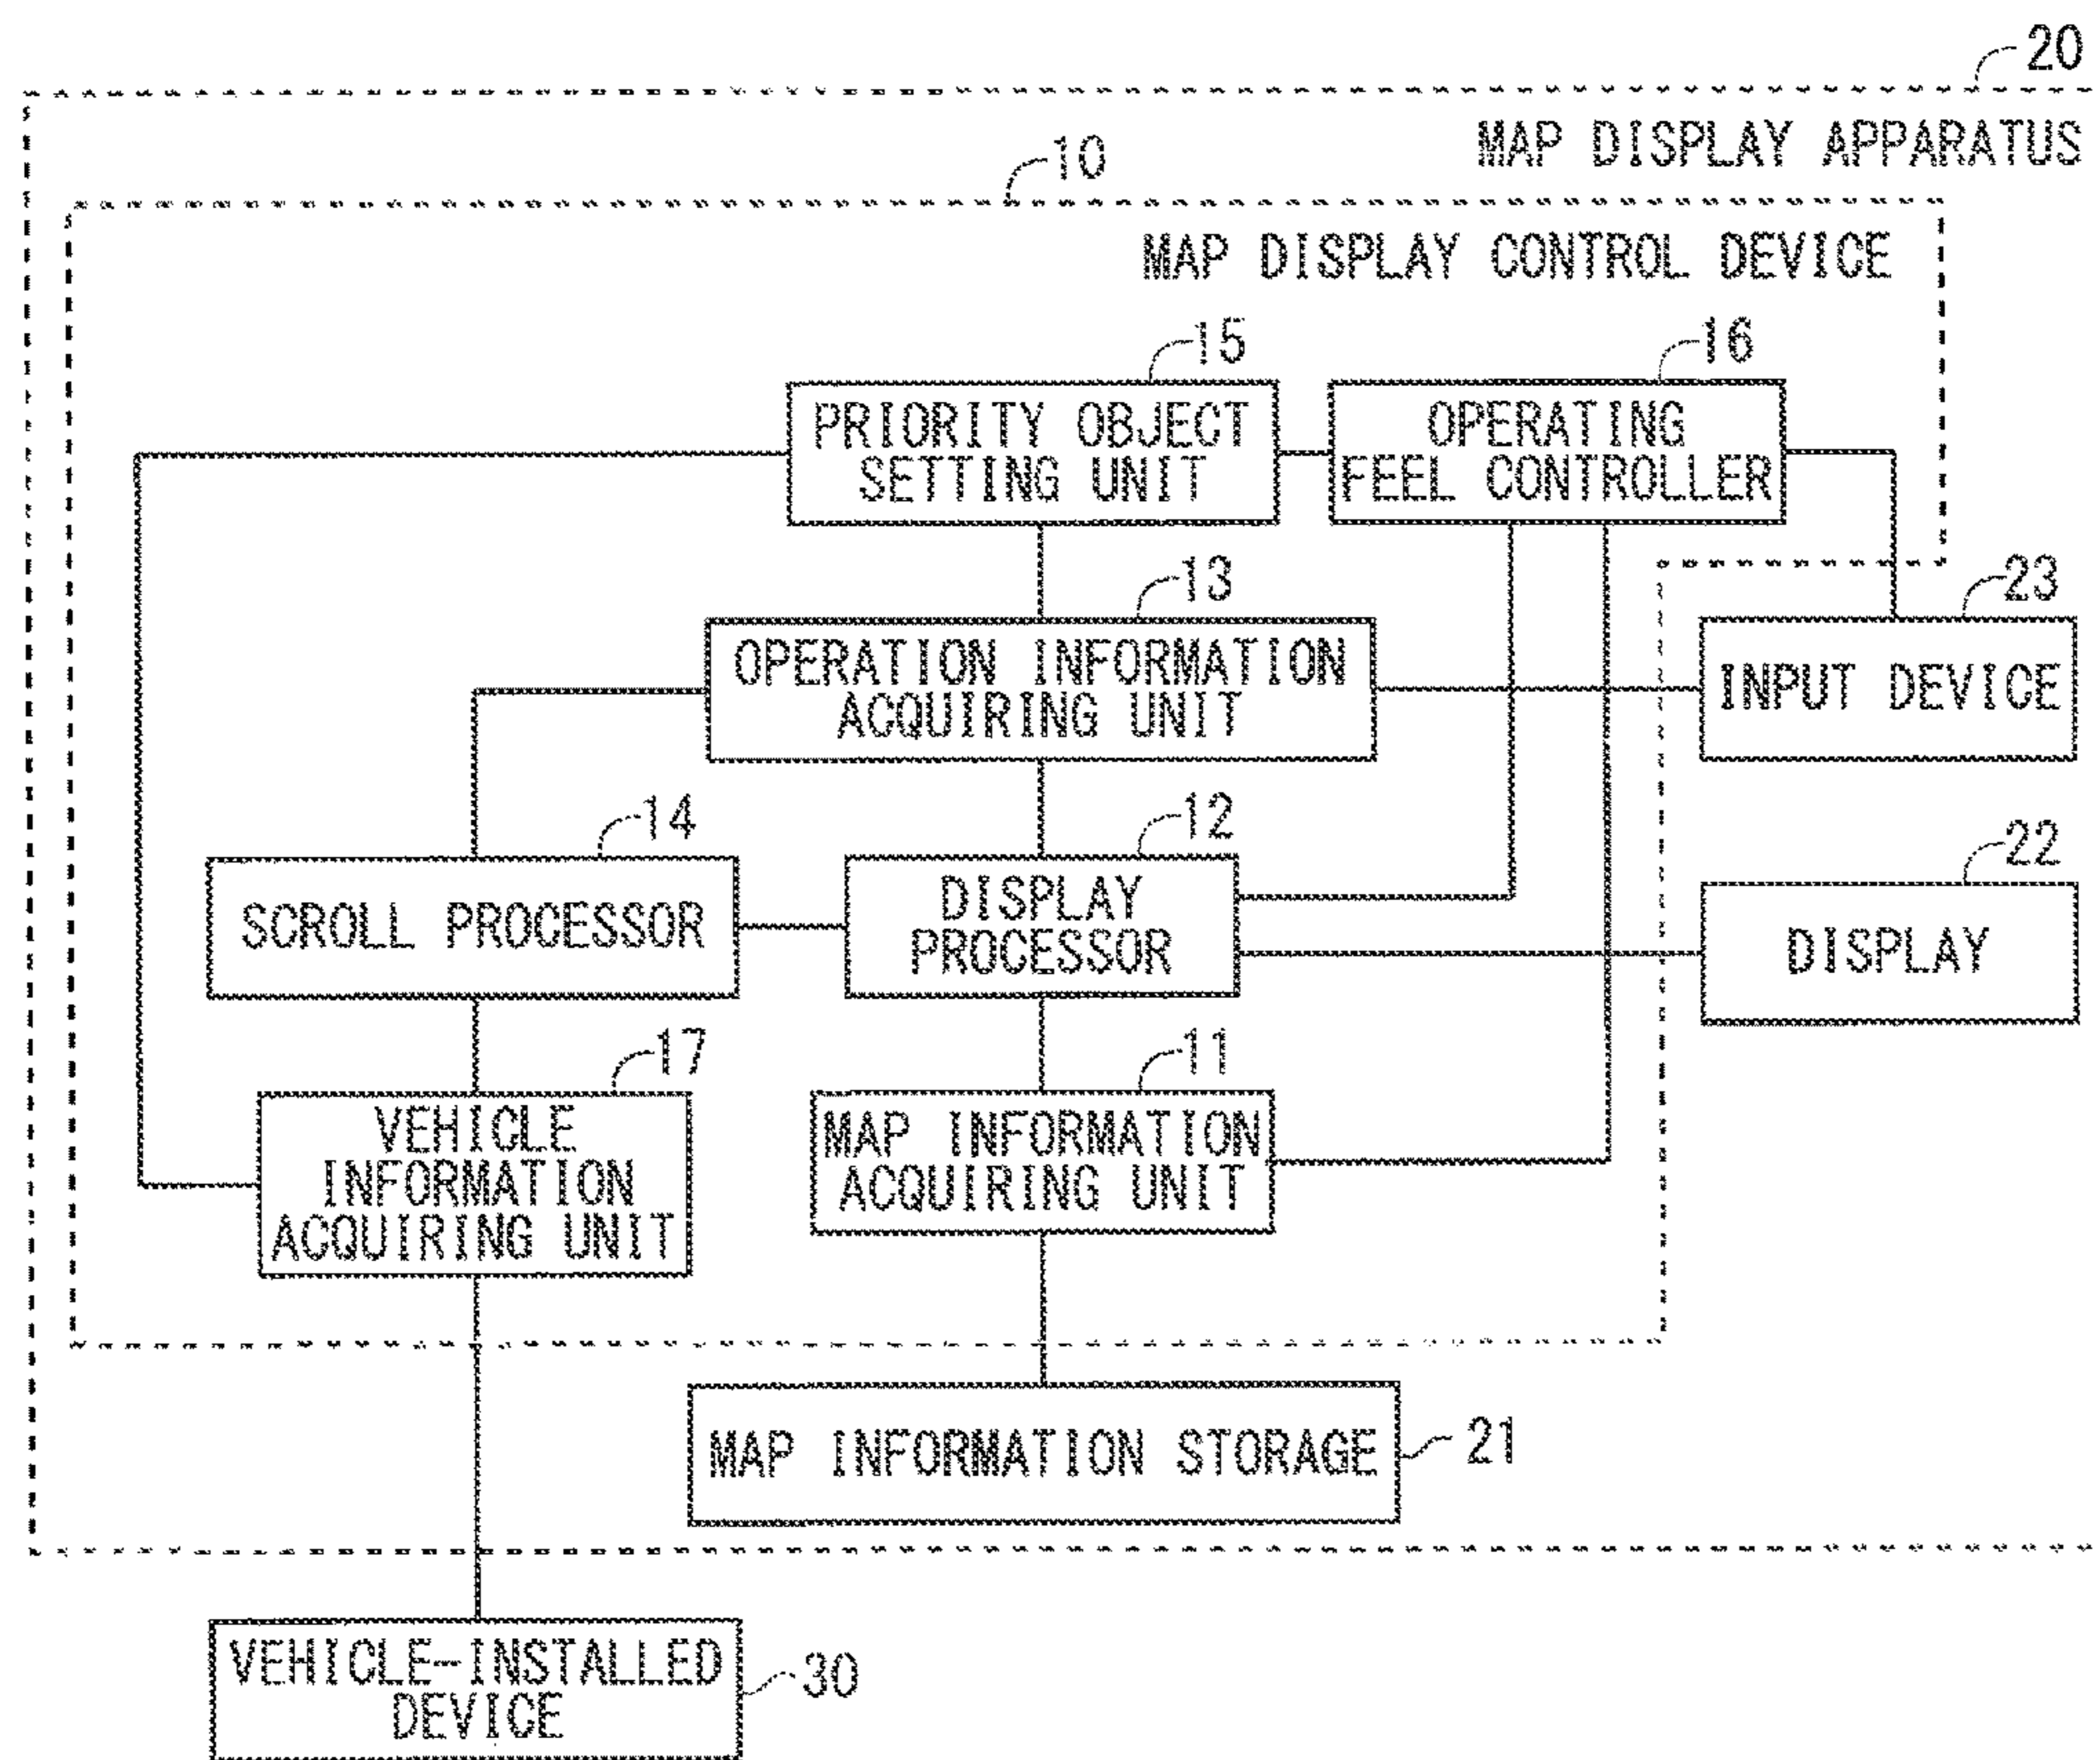 20
MAP DISPLAY APPARATUS
10
MAP DISPLAY CONTROL DEVICE
15
16
PRIORITY OBJECT
SETTING UNIT
OPERATING
FEEL CONTROLLER
13
23
OPERATION INFORMATION
ACQUIRING UNIT
INPUT DEVICE
14
12
22
SCROLL PROCESSOR
DISPLAY
PROCESSOR
DISPLAY
17
11
VEHICLE
INFORMATION
ACQUIRING UNIT
MAP INFORMATION
ACQUIRING UNIT
MAP INFORMATION STORAGE
21
VEHICLE-INSTALLED
DEVICE
30